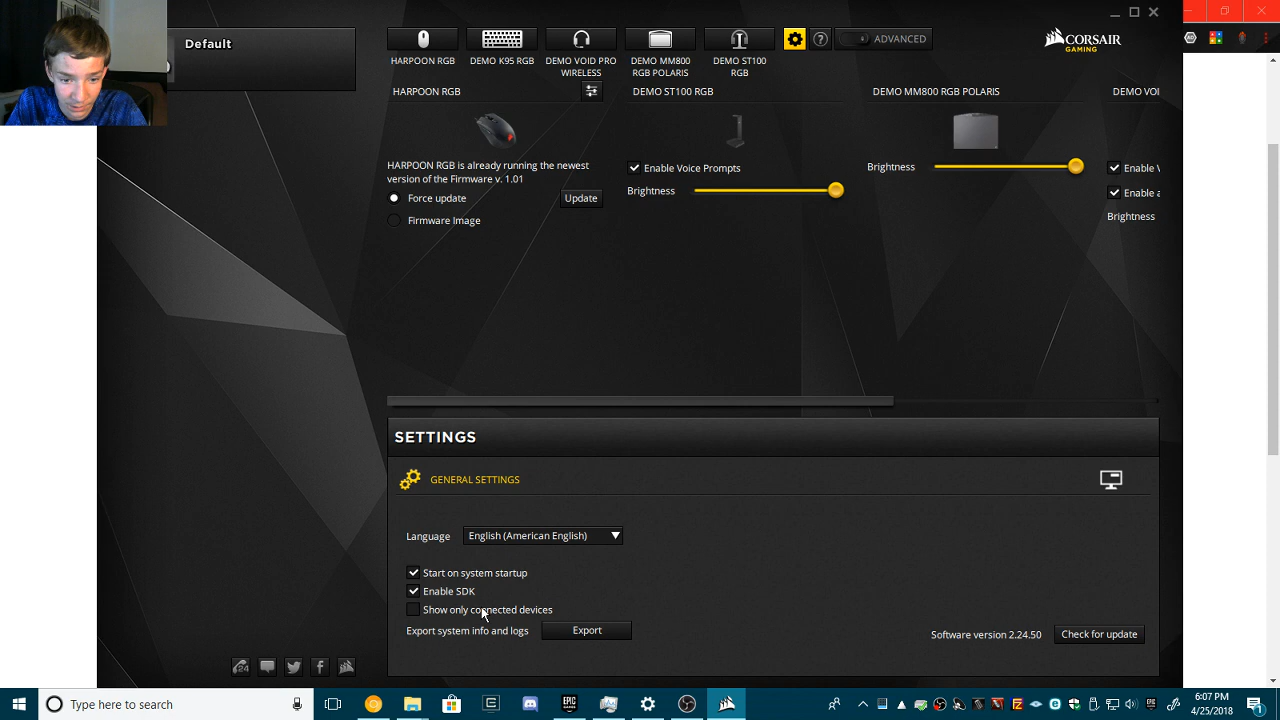 Default
HARPOON RGB
DEMO K95 RGB
DEMO VOID PRO
WIRELESS
DEMO MM800
RGB POLARIS
DEMO ST100
RGB
?
ADVANCED
CORSAIR
GAMING
HARPOON RGB
DEMO ST100 RGB
DEMO MM800 RGB POLARIS
DEMO VOI
HARPOON RGB is already running the newest
version of the Firmware v. 1.01
Force update
Update
Firmware Image
Enable Voice Prompts
Brightness
Brightness
Enable V
Enable a
Brightness
SETTINGS
GENERAL SETTINGS
Language
English (American English)
Start on system startup
Enable SDK
Show only connected devices
Export system info and logs
Export
Software version 2.24.50
Check for update
24
Type here to search
EPIC
GAMES
6:07 PM
4/25/2018
1